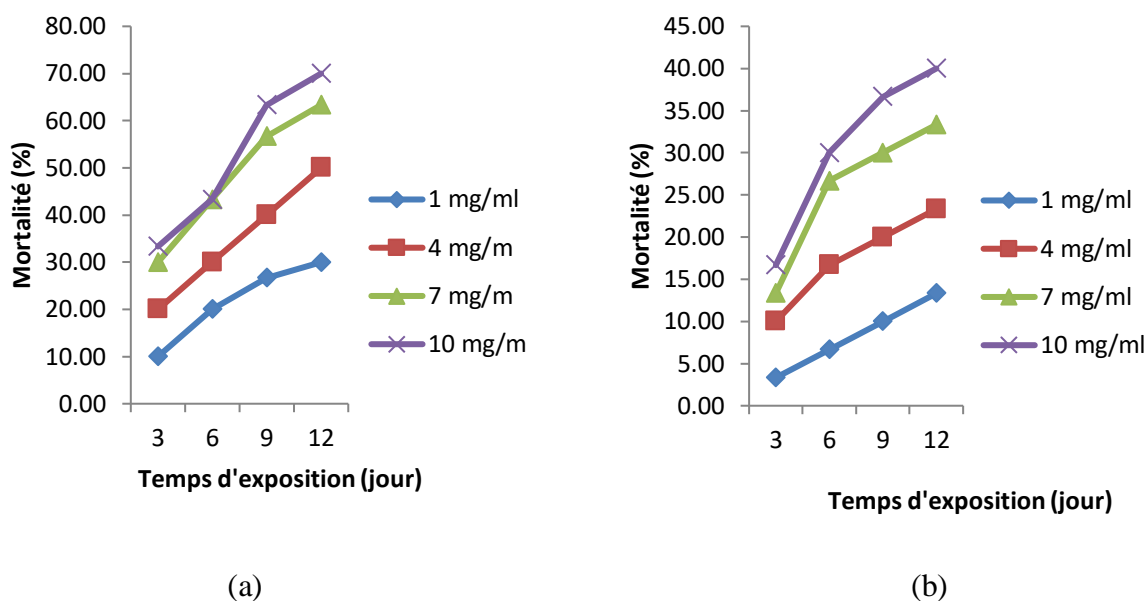 80.00
70.00
60.00
50.00
40.00
30.00
20.00
10.00
0.00
Mortalité (%)
3 6 9 12
Temps d'exposition (jour)
1 mg/ml
4 mg/m
7 mg/m
10 mg/m
(a)
45.00
40.00
35.00
30.00
25.00
20.00
15.00
10.00
5.00
0.00
Mortalité (%)
3 6 9 12
Temps d'exposition (jour)
1 mg/ml
4 mg/ml
7 mg/ml
10 mg/ml
(b)